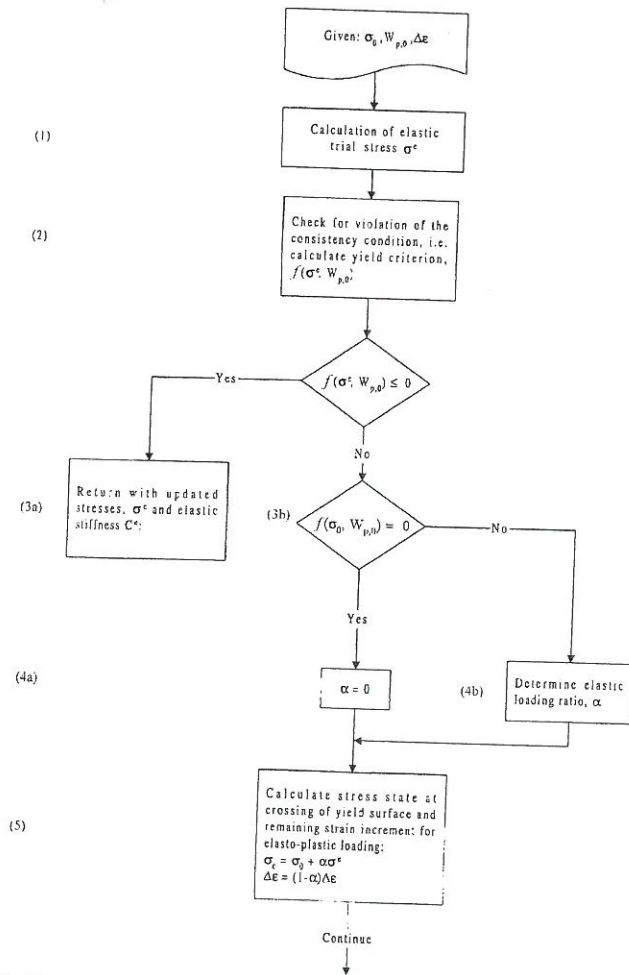 Given: σ₀ , W_p,0 , Δε
(1)
Calculation of elastic
trial stress σᵉ
(2)
Check for violation of the
consistency condition, i.e.
calculate yield criterion,
f(σᵉ, W_p,0)
Yes
f(σᵉ, W_p,0) ≤ 0
No
(3a)
Return with updated
stresses, σᵉ and elastic
stiffness Cᵉ:
(3b)
f(σ₀, W_p,0) = 0
No
Yes
(4a)
α = 0
(4b)
Determine elastic
loading ratio, α
(5)
Calculate stress state at
crossing of yield surface and
remaining strain increment for
elasto-plastic loading:
σ_c = σ₀ + ασᵉ
Δε = (1-α)Δε
Continue